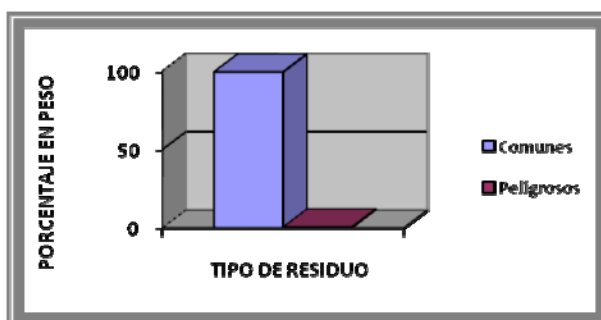 PORCENTAJE EN PESO
100
50
0
TIPO DE RESIDUO
Comunes
Peligrosos